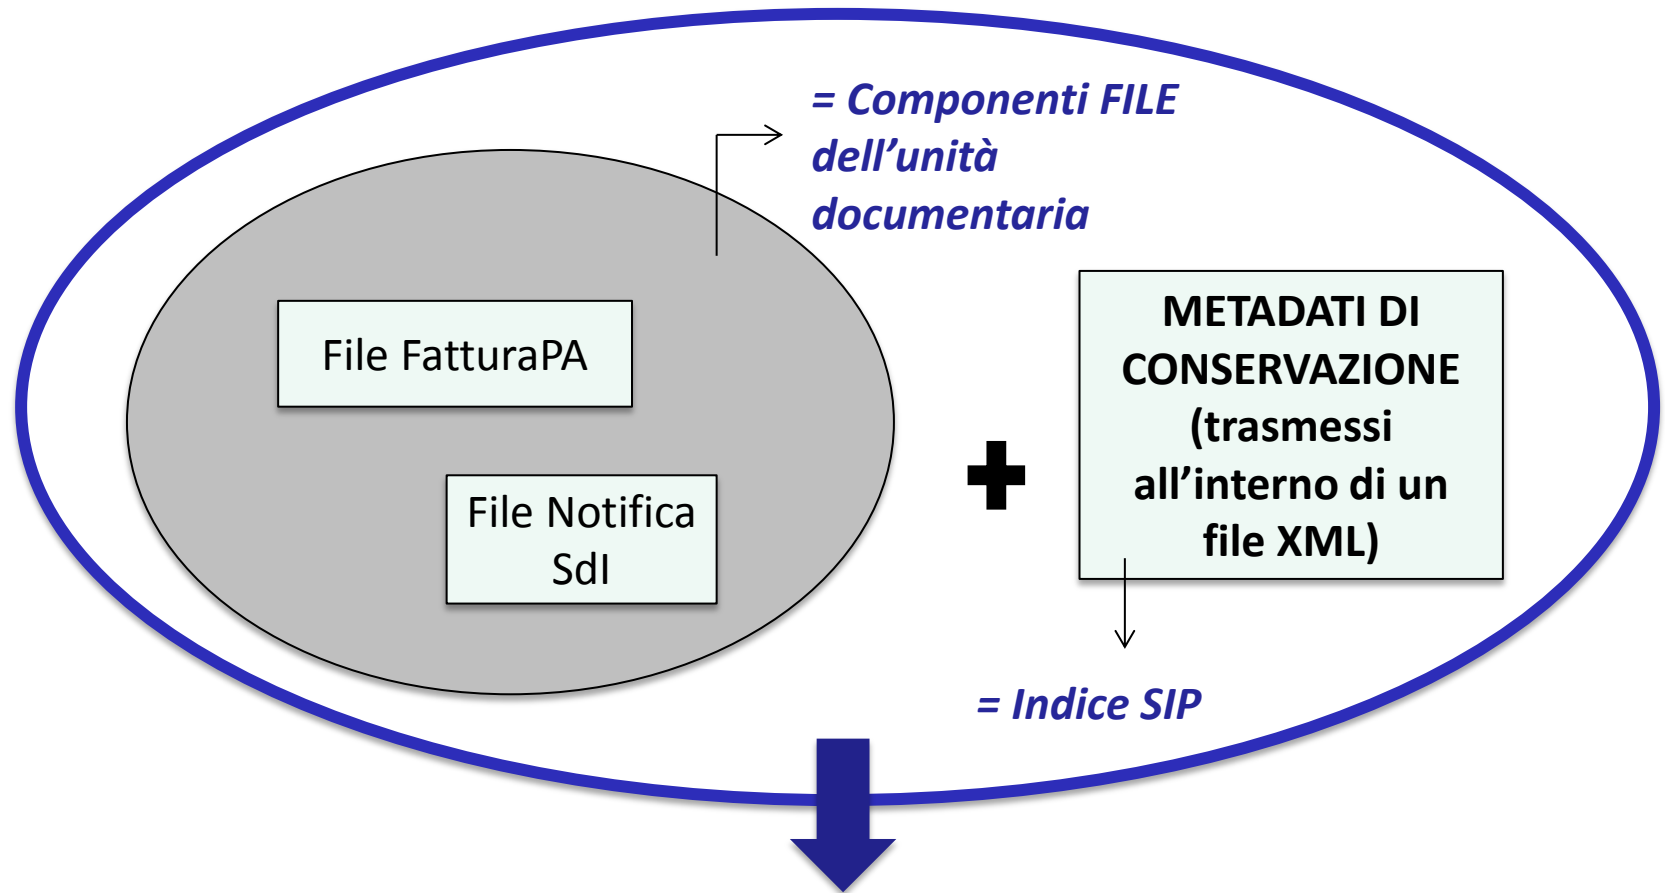 = Componenti FILE
dell’unità
documentaria
File FatturaPA
File Notifica
SdI
METADATI DI
CONSERVAZIONE
(trasmessi
all’interno di un
file XML)
= Indice SIP